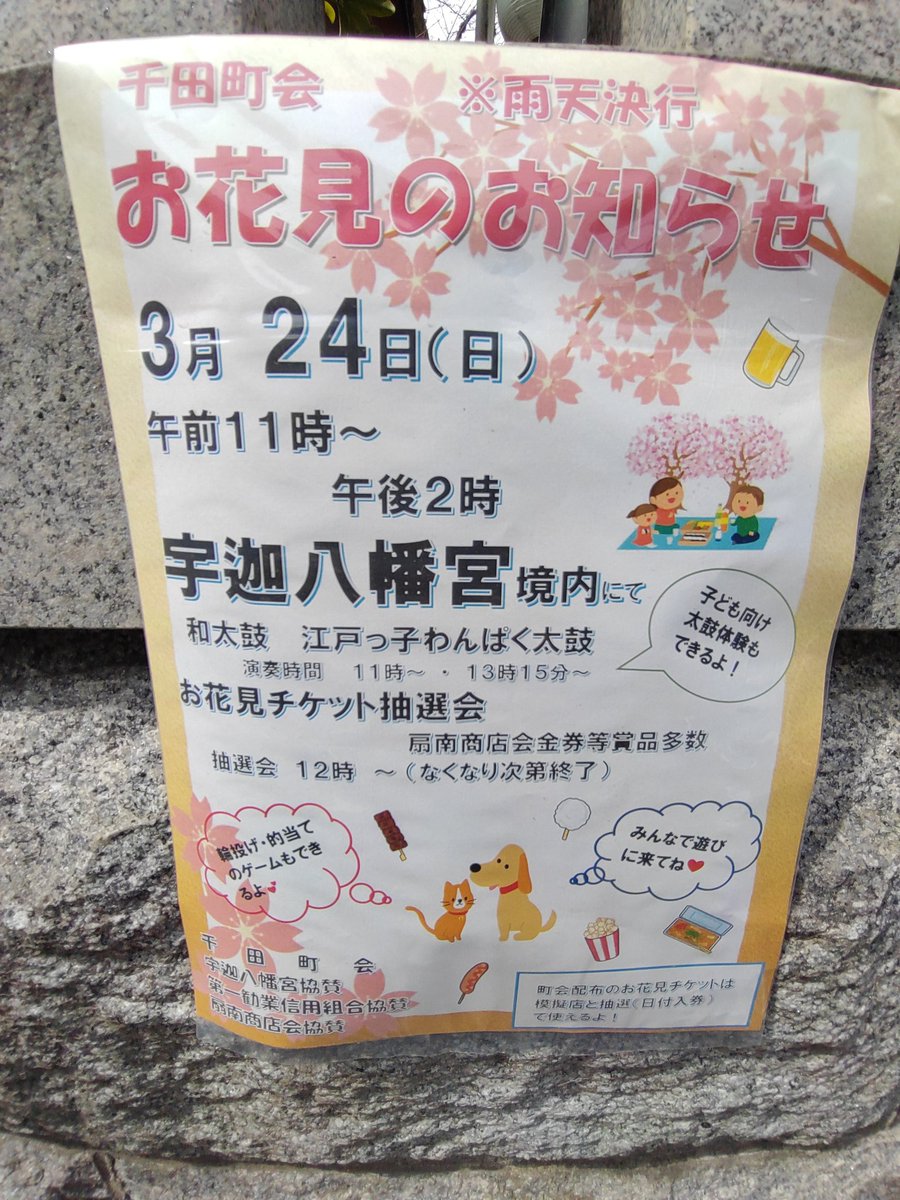 千田町会 ※雨天決行
お花見のお知らせ
3月 24日(日)
午前11時～
午後2時
宇迦八幡宮境内にて
和太鼓 江戸っ子わんぱく太鼓
演奏時間 11時～・13時15分～
子ども向け
太鼓体験も
できるよ！
お花見チケット抽選会
扇南商店会金券等賞品多数
抽選会 12時 ～(なくなり次第終了)
輪投げ・的当て
のゲームもでき
るよ💕
みんなで遊び
に来てね♥
千田町会
宇迦八幡宮協賛
第一勧業信用組合協賛
扇南商店会協賛
町会配布のお花見チケットは
模擬店と抽選(日付入券)
で使えるよ！